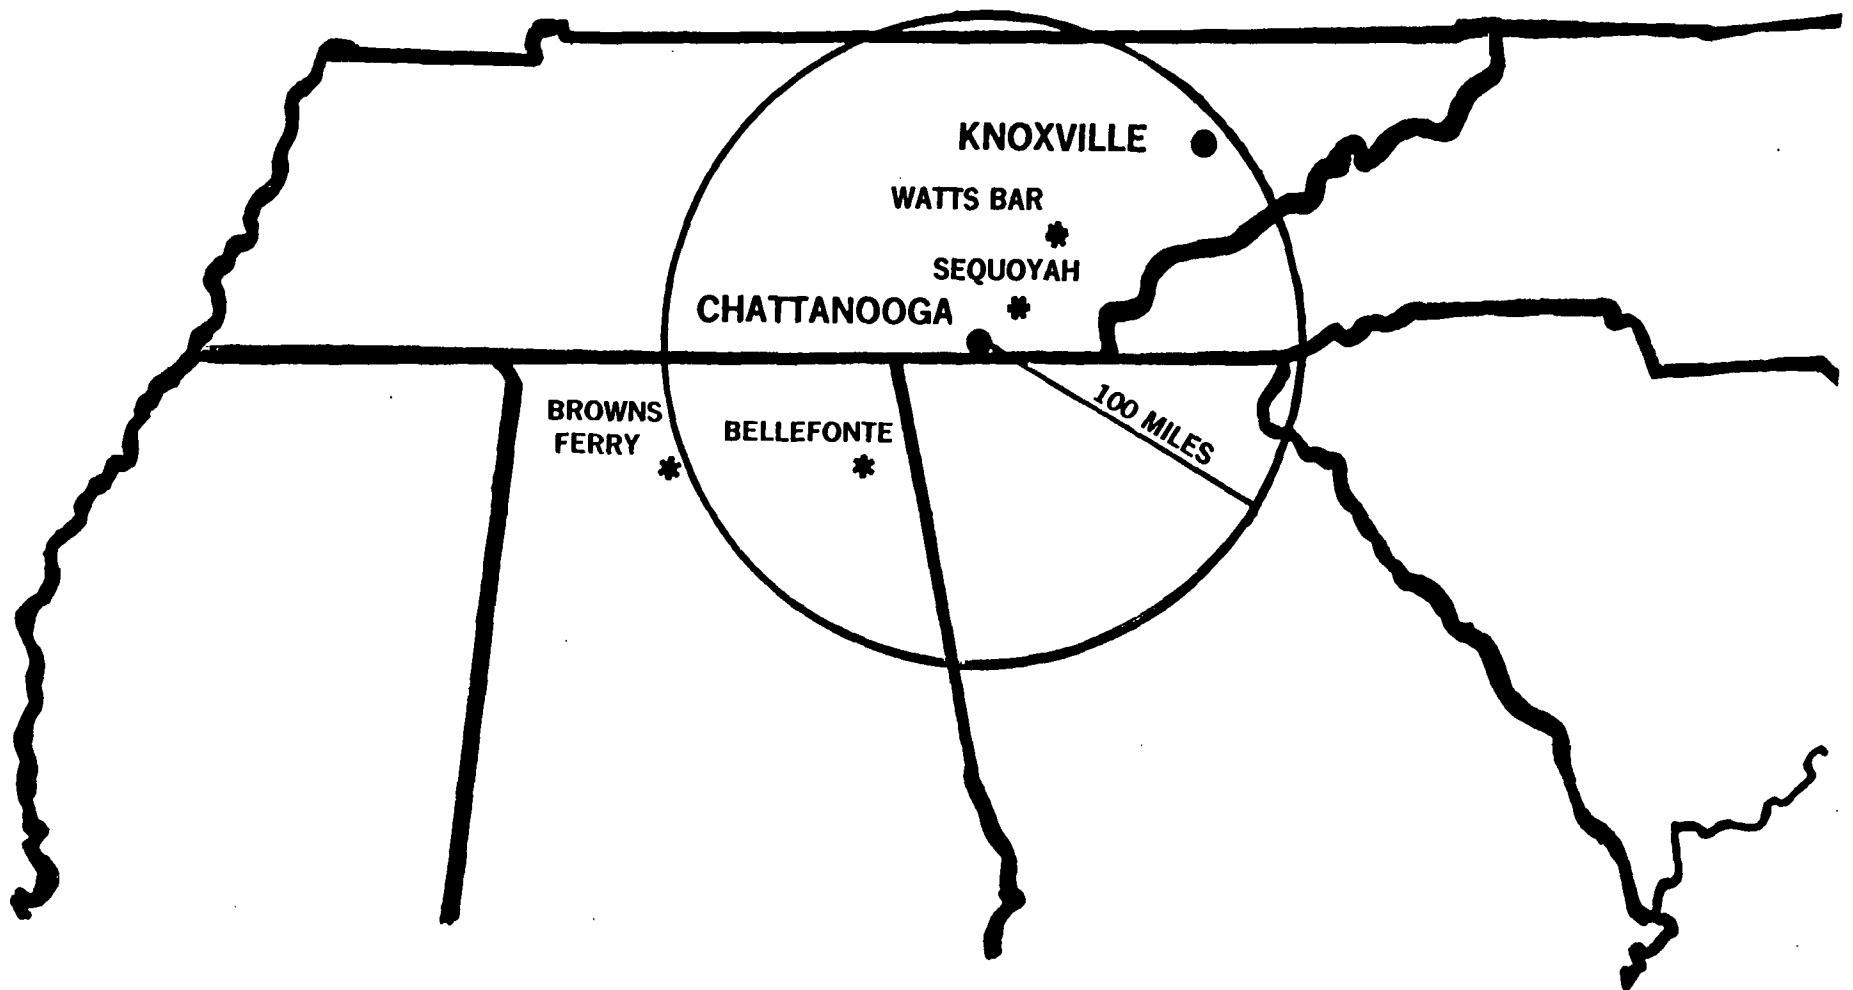 KNOXVILLE
WATTS BAR
SEQUOYAH
CHATTANOOGA
100 MILES
BROWNS
FERRY
BELLEFONTE